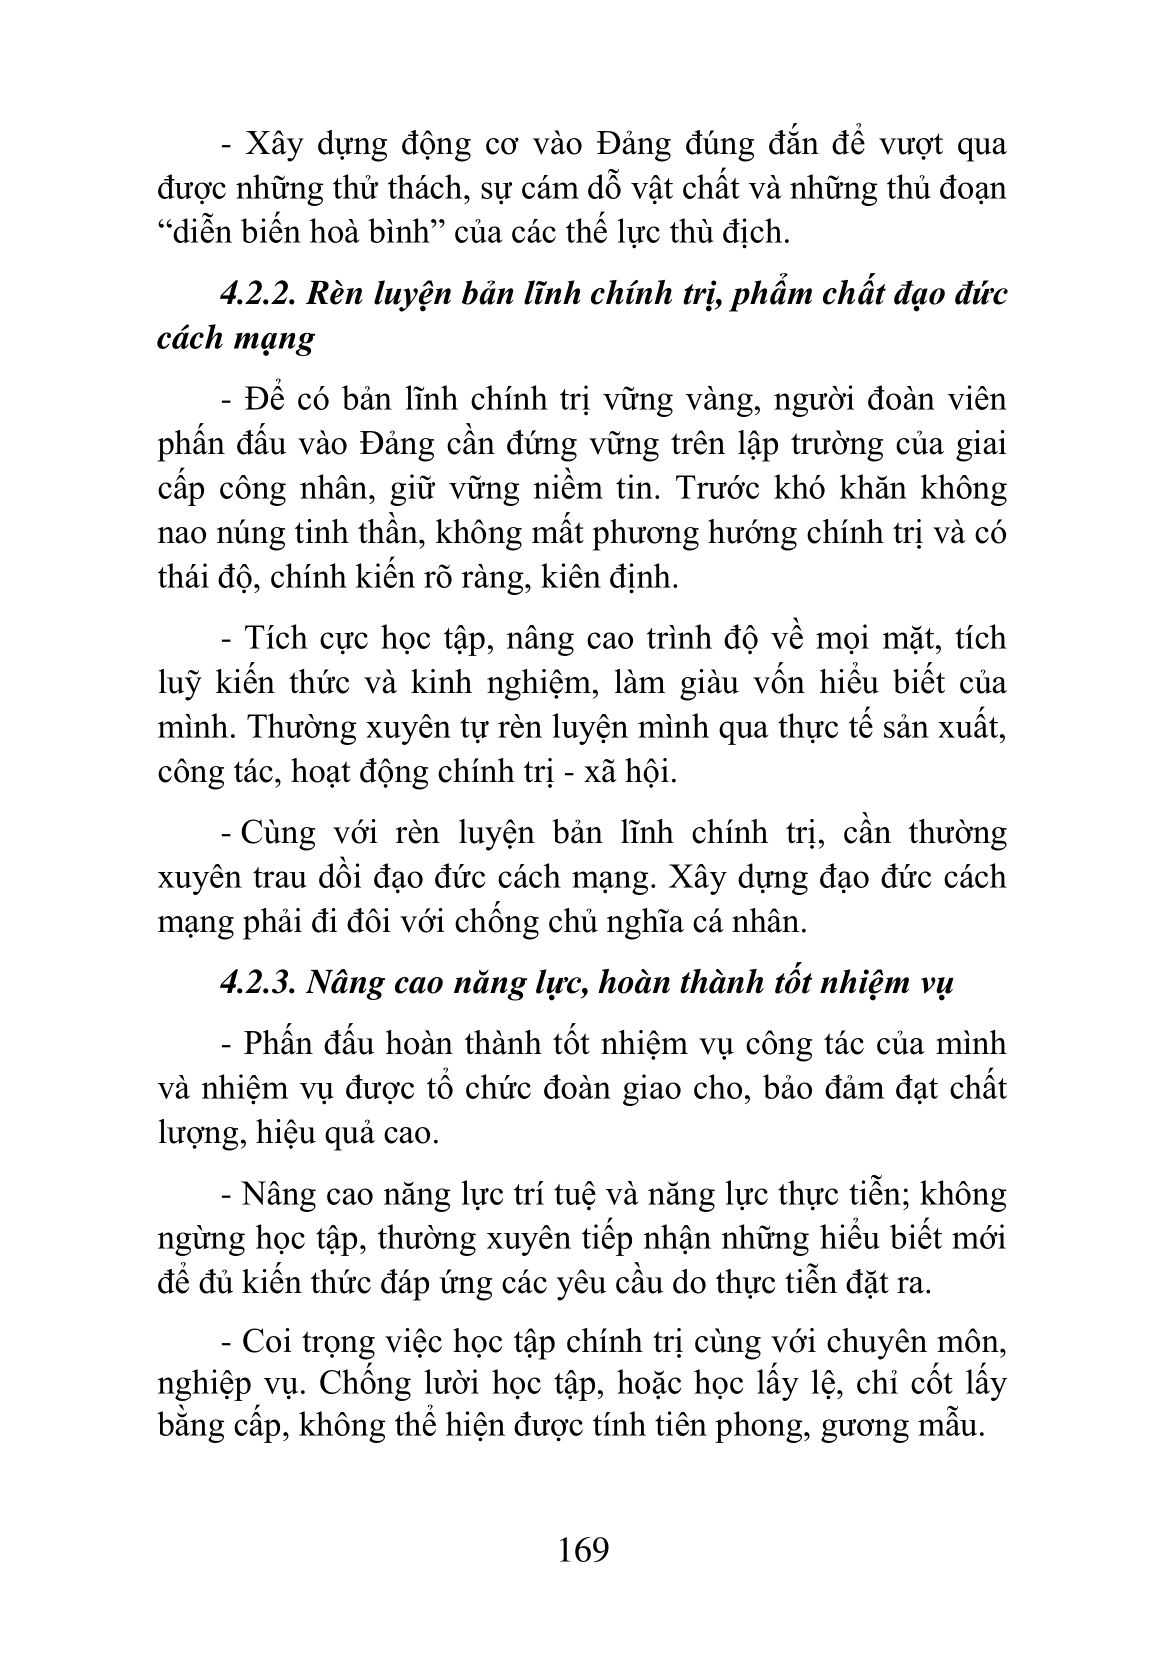 - Xây dựng động cơ vào Đảng đúng đắn để vượt qua
được những thử thách, sự cám dỗ vật chất và những thủ đoạn
“diễn biến hoà bình” của các thế lực thù địch.
4.2.2. Rèn luyện bản lĩnh chính trị, phẩm chất đạo đức
cách mạng
- Để có bản lĩnh chính trị vững vàng, người đoàn viên
phấn đấu vào Đảng cần đứng vững trên lập trường của giai
cấp công nhân, giữ vững niềm tin. Trước khó khăn không
nao núng tinh thần, không mất phương hướng chính trị và có
thái độ, chính kiến rõ ràng, kiên định.
- Tích cực học tập, nâng cao trình độ về mọi mặt, tích
luỹ kiến thức và kinh nghiệm, làm giàu vốn hiểu biết của
mình. Thường xuyên tự rèn luyện mình qua thực tế sản xuất,
công tác, hoạt động chính trị - xã hội.
- Cùng với rèn luyện bản lĩnh chính trị, cần thường
xuyên trau dồi đạo đức cách mạng. Xây dựng đạo đức cách
mạng phải đi đôi với chống chủ nghĩa cá nhân.
4.2.3. Nâng cao năng lực, hoàn thành tốt nhiệm vụ
- Phấn đấu hoàn thành tốt nhiệm vụ công tác của mình
và nhiệm vụ được tổ chức đoàn giao cho, bảo đảm đạt chất
lượng, hiệu quả cao.
- Nâng cao năng lực trí tuệ và năng lực thực tiễn; không
ngừng học tập, thường xuyên tiếp nhận những hiểu biết mới
để đủ kiến thức đáp ứng các yêu cầu do thực tiễn đặt ra.
- Coi trọng việc học tập chính trị cùng với chuyên môn,
nghiệp vụ. Chống lười học tập, hoặc học lấy lệ, chỉ cốt lấy
bằng cấp, không thể hiện được tính tiên phong, gương mẫu.
169